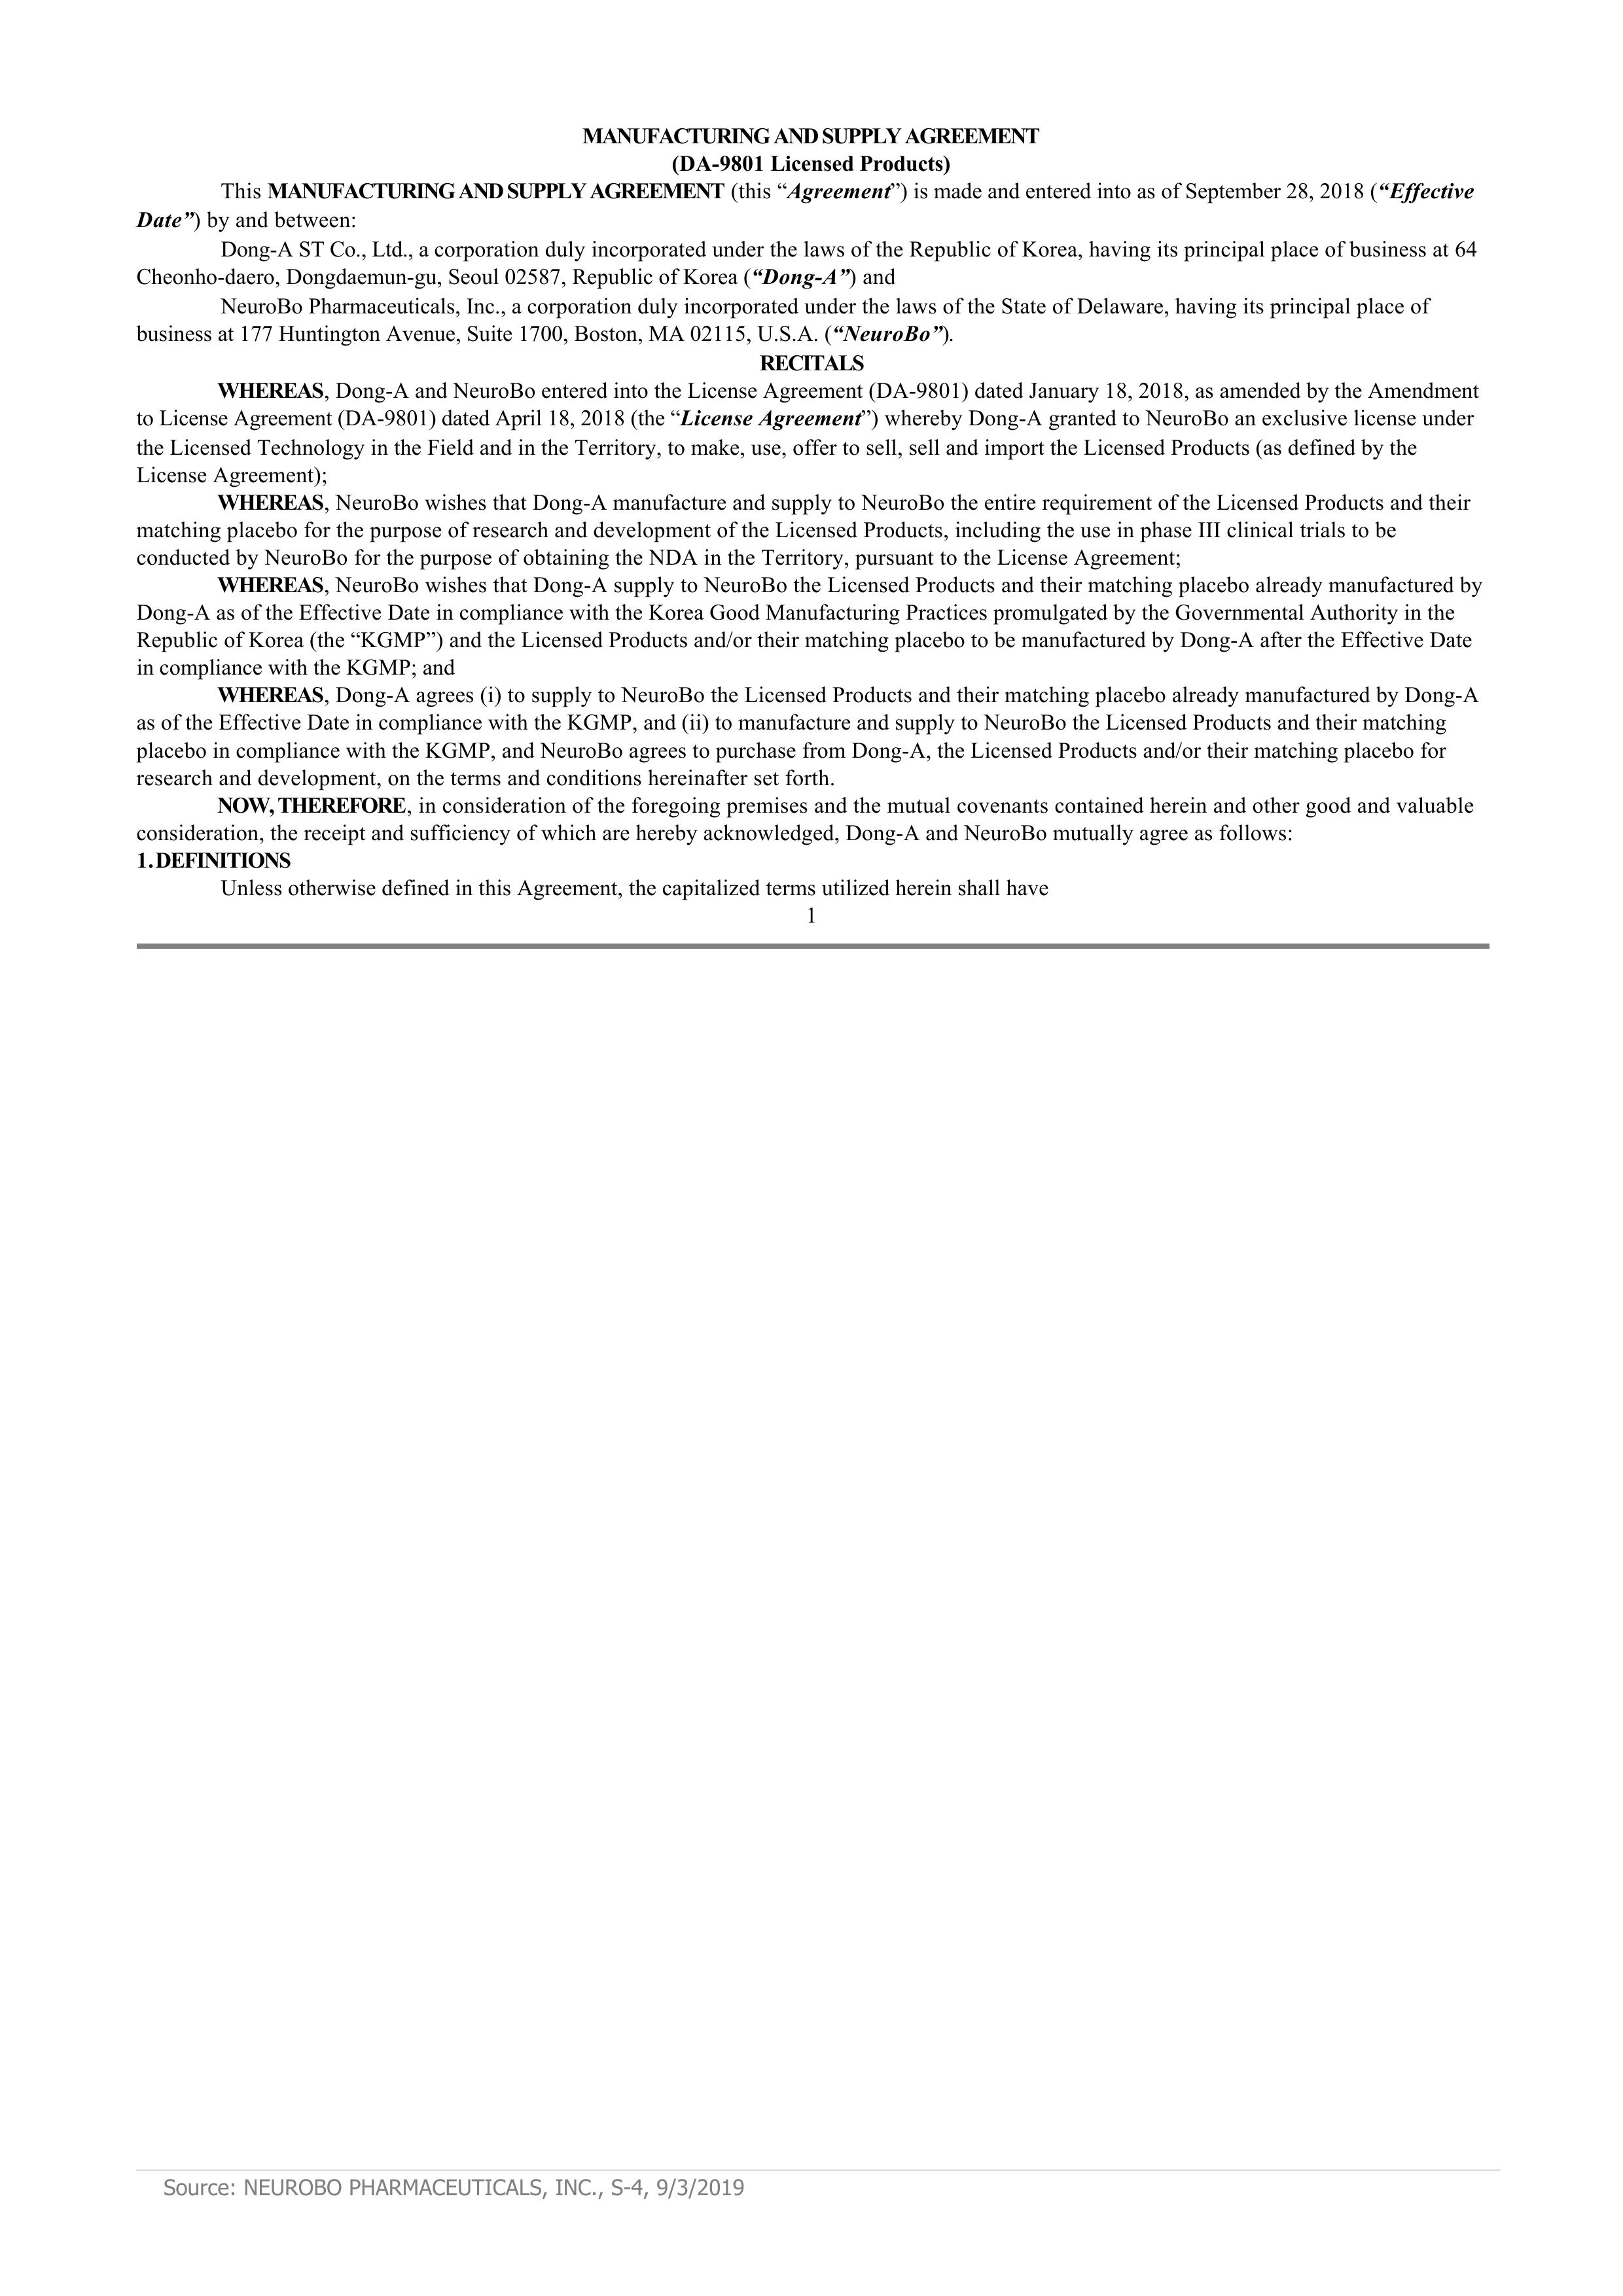 MANUFACTURING AND SUPPLY AGREEMENT
(DA-9801 Licensed Products)
This MANUFACTURING AND SUPPLY AGREEMENT (this “Agreement”) is made and entered into as of September 28, 2018 (“Effective
Date”) by and between:
Dong-A ST Co., Ltd., a corporation duly incorporated under the laws of the Republic of Korea, having its principal place of business at 64
Cheonho-daero, Dongdaemun-gu, Seoul 02587, Republic of Korea (“Dong-A”) and
NeuroBo Pharmaceuticals, Inc., a corporation duly incorporated under the laws of the State of Delaware, having its principal place of
business at 177 Huntington Avenue, Suite 1700, Boston, MA 02115, U.S.A. (“NeuroBo”).
RECITALS
WHEREAS, Dong-A and NeuroBo entered into the License Agreement (DA-9801) dated January 18, 2018, as amended by the Amendment
to License Agreement (DA-9801) dated April 18, 2018 (the “License Agreement”) whereby Dong-A granted to NeuroBo an exclusive license under
the Licensed Technology in the Field and in the Territory, to make, use, offer to sell, sell and import the Licensed Products (as defined by the
License Agreement);
WHEREAS, NeuroBo wishes that Dong-A manufacture and supply to NeuroBo the entire requirement of the Licensed Products and their
matching placebo for the purpose of research and development of the Licensed Products, including the use in phase III clinical trials to be
conducted by NeuroBo for the purpose of obtaining the NDA in the Territory, pursuant to the License Agreement;
WHEREAS, NeuroBo wishes that Dong-A supply to NeuroBo the Licensed Products and their matching placebo already manufactured by
Dong-A as of the Effective Date in compliance with the Korea Good Manufacturing Practices promulgated by the Governmental Authority in the
Republic of Korea (the “KGMP”) and the Licensed Products and/or their matching placebo to be manufactured by Dong-A after the Effective Date
in compliance with the KGMP; and
WHEREAS, Dong-A agrees (i) to supply to NeuroBo the Licensed Products and their matching placebo already manufactured by Dong-A
as of the Effective Date in compliance with the KGMP, and (ii) to manufacture and supply to NeuroBo the Licensed Products and their matching
placebo in compliance with the KGMP, and NeuroBo agrees to purchase from Dong-A, the Licensed Products and/or their matching placebo for
research and development, on the terms and conditions hereinafter set forth.
NOW, THEREFORE, in consideration of the foregoing premises and the mutual covenants contained herein and other good and valuable
consideration, the receipt and sufficiency of which are hereby acknowledged, Dong-A and NeuroBo mutually agree as follows:
1. DEFINITIONS
Unless otherwise defined in this Agreement, the capitalized terms utilized herein shall have
1
Source: NEUROBO PHARMACEUTICALS, INC., S-4, 9/3/2019